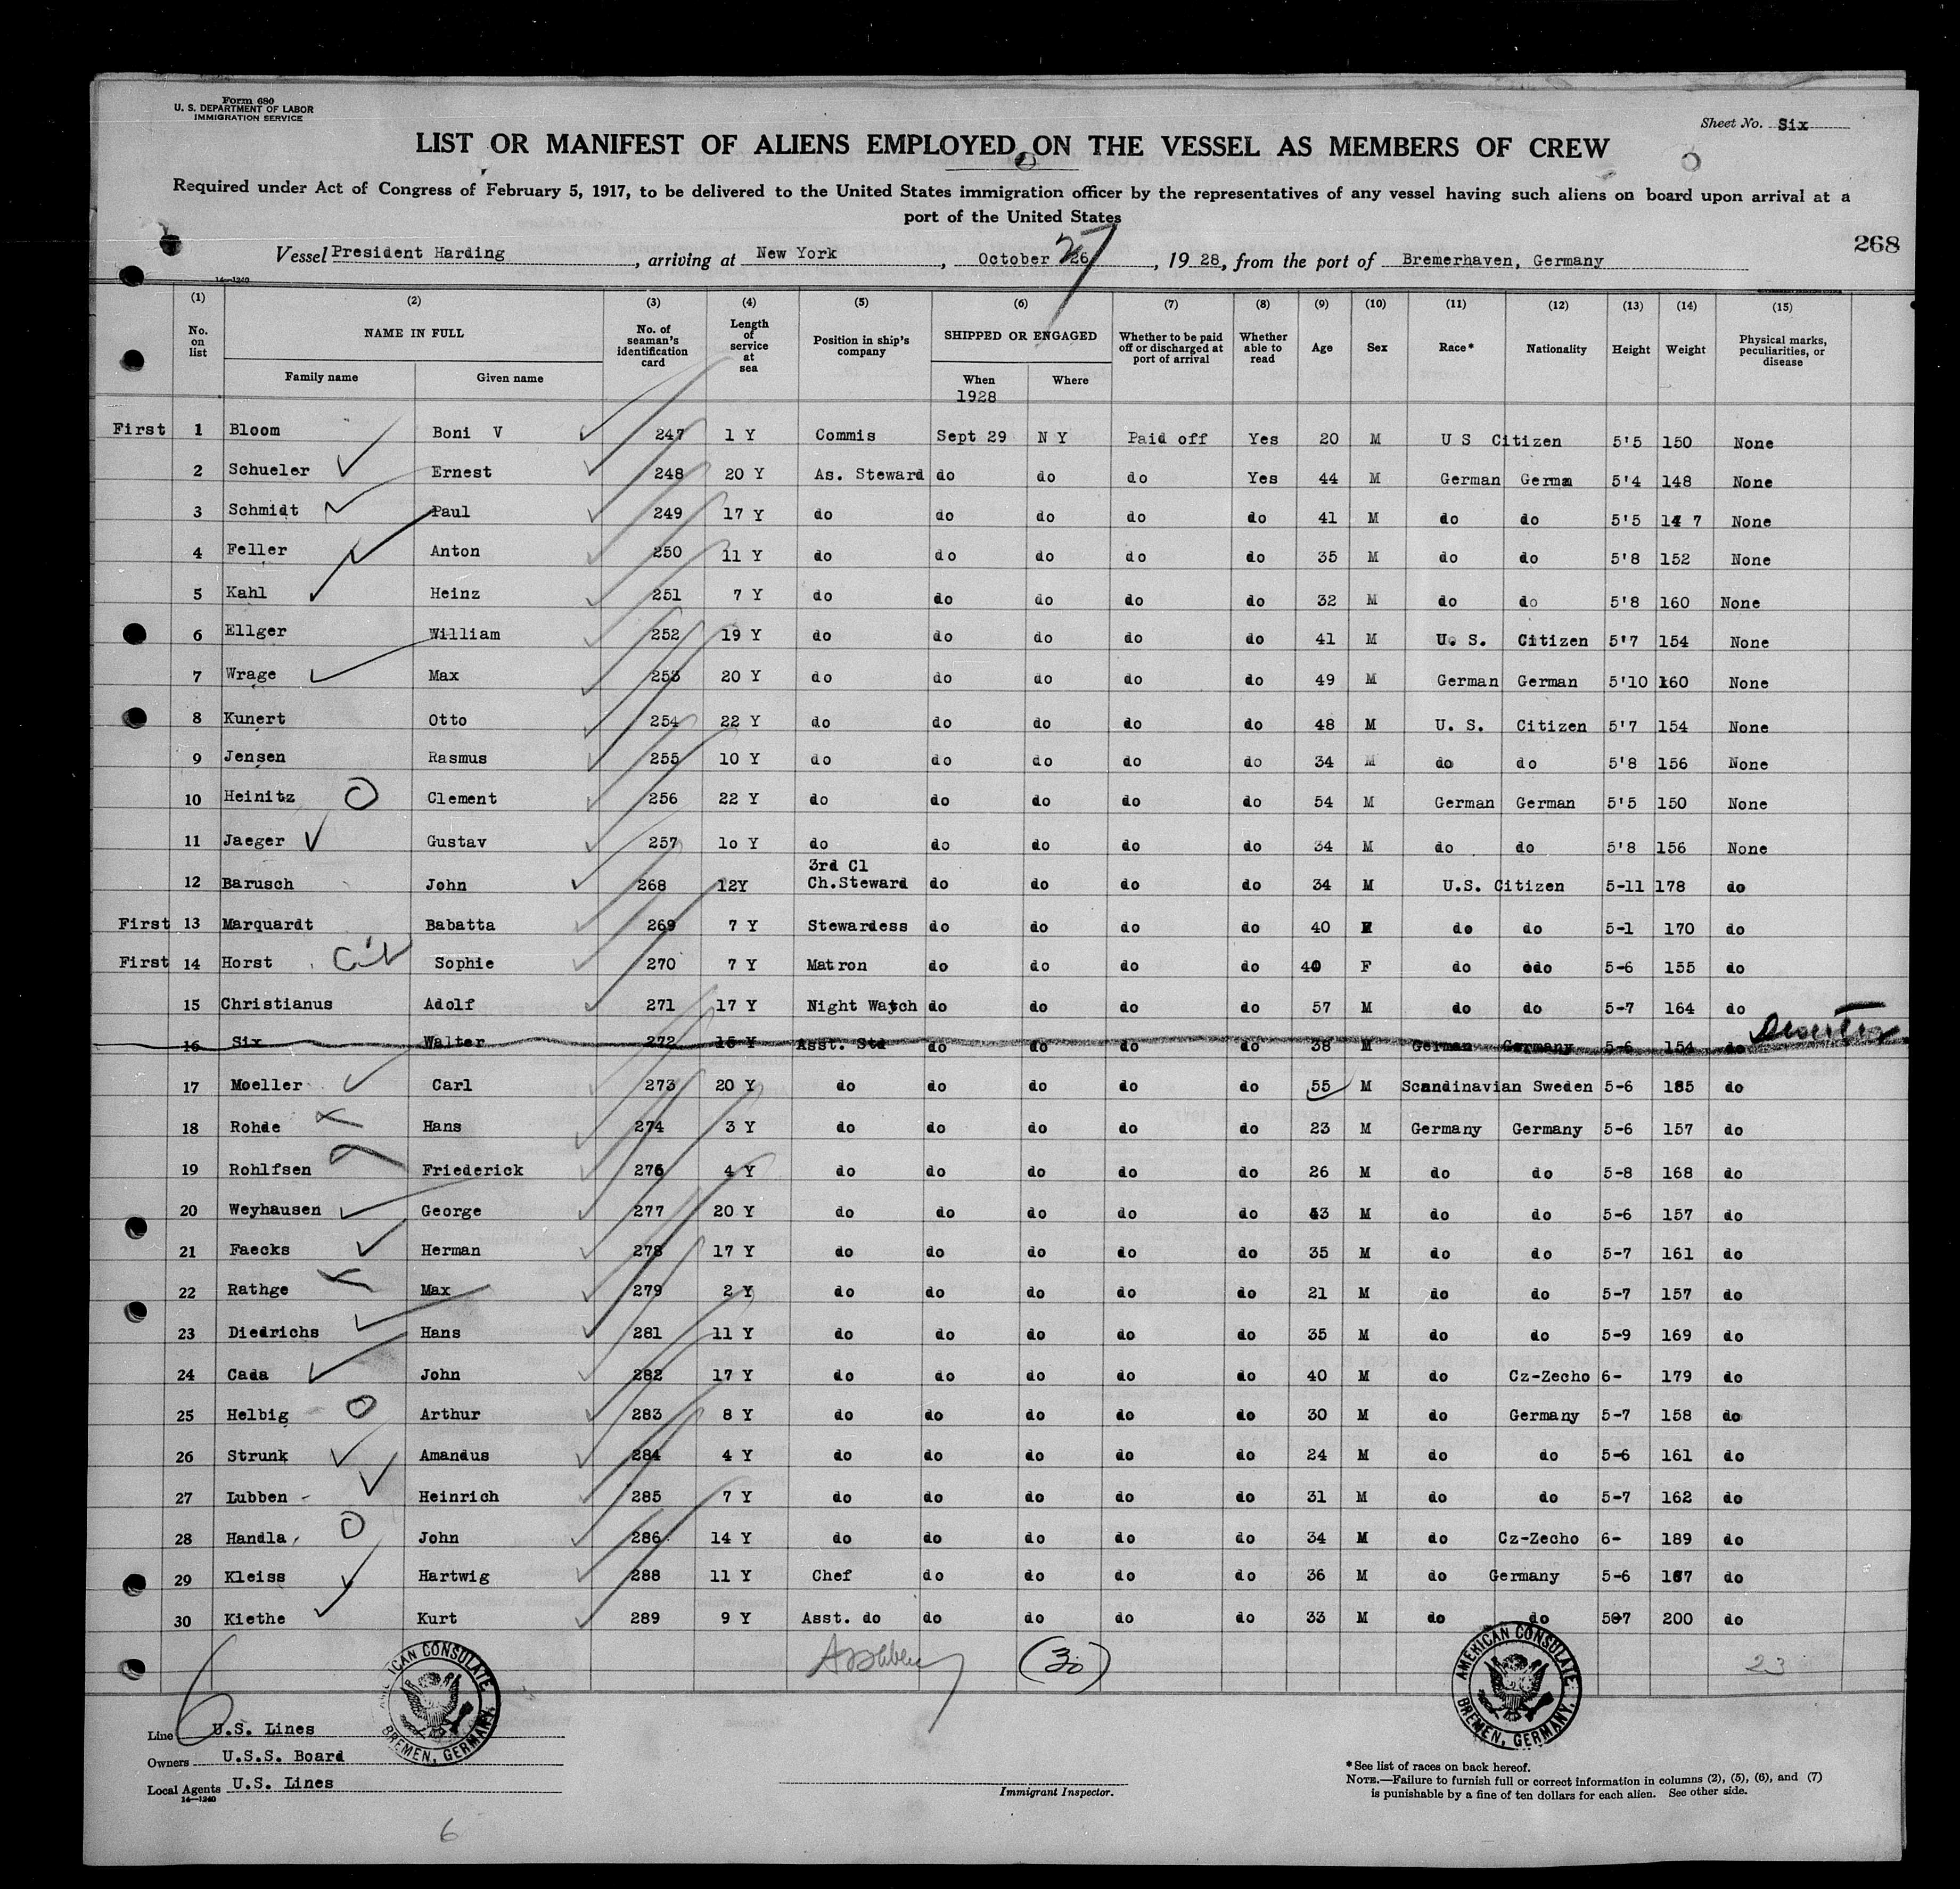 Form 680
U. S. DEPARTMENT OF LABOR
IMMIGRATION SERVICE
Sheet No. Six
LIST OR MANIFEST OF ALIENS EMPLOYED ON THE VESSEL AS MEMBERS OF CREW
Required under Act of Congress of February 5, 1917, to be delivered to the United States immigration officer by the representatives of any vessel having such aliens on board upon arrival at a
port of the United States
268
Vessel President Harding, arriving at New York, October 26 27, 1928, from the port of Bremerhaven, Germany
14—1240
(1) (2) (3) (4) (5) (6) (7) (8) (9) (10) (11) (12) (13) (14) (15)
No. on list NAME IN FULL Family name Given name No. of seaman's identification card Length of service at sea Position in ship's company SHIPPED OR ENGAGED When Where Whether to be paid off or discharged at port of arrival Whether able to read Age Sex Race* Nationality Height Weight Physical marks, peculiarities, or disease
1928
First 1 Bloom Boni V 247 1 Y Commis Sept 29 N Y Paid off Yes 20 M U S Citizen 5'5 150 None
2 Schueler Ernest 248 20 Y As. Steward do do do Yes 44 M German Germa 5'4 148 None
3 Schmidt Paul 249 17 Y do do do do do 41 M do do 5'5 147 None
4 Feller Anton 250 11 Y do do do do do 35 M do do 5'8 152 None
5 Kahl Heinz 251 7 Y do do do do do 32 M do do 5'8 160 None
6 Ellger William 252 19 Y do do do do do 41 M U. S. Citizen 5'7 154 None
7 Wrage Max 253 20 Y do do do do do 49 M German German 5'10 160 None
8 Kunert Otto 254 22 Y do do do do do 48 M U. S. Citizen 5'7 154 None
9 Jensen Rasmus 255 10 Y do do do do do 34 M do do 5'8 156 None
10 Heinitz Clement 256 22 Y do do do do do 54 M German German 5'5 150 None
11 Jaeger Gustav 257 1o Y do do do do do 34 M do do 5'8 156 None
12 Barusch John 268 12Y 3rd Cl Ch.Steward do do do do 34 M U.S. Citizen 5-11 178 do
First 13 Marquardt Babatta 269 7 Y Stewardess do do do do 40 F do do 5-1 170 do
First 14 Horst Cit Sophie 270 7 Y Matron do do do do 40 F do odo 5-6 155 do
15 Christianus Adolf 271 17 Y Night Watch do do do do 57 M do do 5-7 164 do
16 Six Walter 272 15 Y Asst. Std do do do do 38 M German Germany 5-6 154 do Deserter
17 Moeller Carl 273 20 Y do do do do do 55 M Scandinavian Sweden 5-6 185 do
18 Rohde Hans 274 3 Y do do do do do 23 M Germany Germany 5-6 157 do
19 Rohlfsen Friederick 276 4 Y do do do do do 26 M do do 5-8 168 do
20 Weyhausen George 277 20 Y do do do do do 43 M do do 5-6 157 do
21 Faecks Herman 278 17 Y do do do do do 35 M do do 5-7 161 do
22 Rathge Max 279 2 Y do do do do do 21 M do do 5-7 157 do
23 Diedrichs Hans 281 11 Y do do do do do 35 M do do 5-9 169 do
24 Cada John 282 17 Y do do do do do 40 M do Cz-Zecho 6- 179 do
25 Helbig Arthur 283 8 Y do do do do do 30 M do Germany 5-7 158 do
26 Strunk Amandus 284 4 Y do do do do do 24 M do do 5-6 161 do
27 Lubben Heinrich 285 7 Y do do do do do 31 M do do 5-7 162 do
28 Handla John 286 14 Y do do do do do 34 M do Cz-Zecho 6- 189 do
29 Kleiss Hartwig 288 11 Y Chef do do do do 36 M do Germany 5-6 167 do
30 Kiethe Kurt 289 9 Y Asst. do do do do do 33 M do do 5-7 200 do
(30)
23
6
AMERICAN CONSULATE
BREMEN, GERMANY.
AMERICAN CONSULATE
BREMEN, GERMANY.
Line U.S. Lines
Owners U.S.S. Board
Local Agents U.S. Lines
14—1240
Immigrant Inspector.
*See list of races on back hereof.
NOTE.—Failure to furnish full or correct information in columns (2), (5), (6), and (7)
is punishable by a fine of ten dollars for each alien. See other side.
6